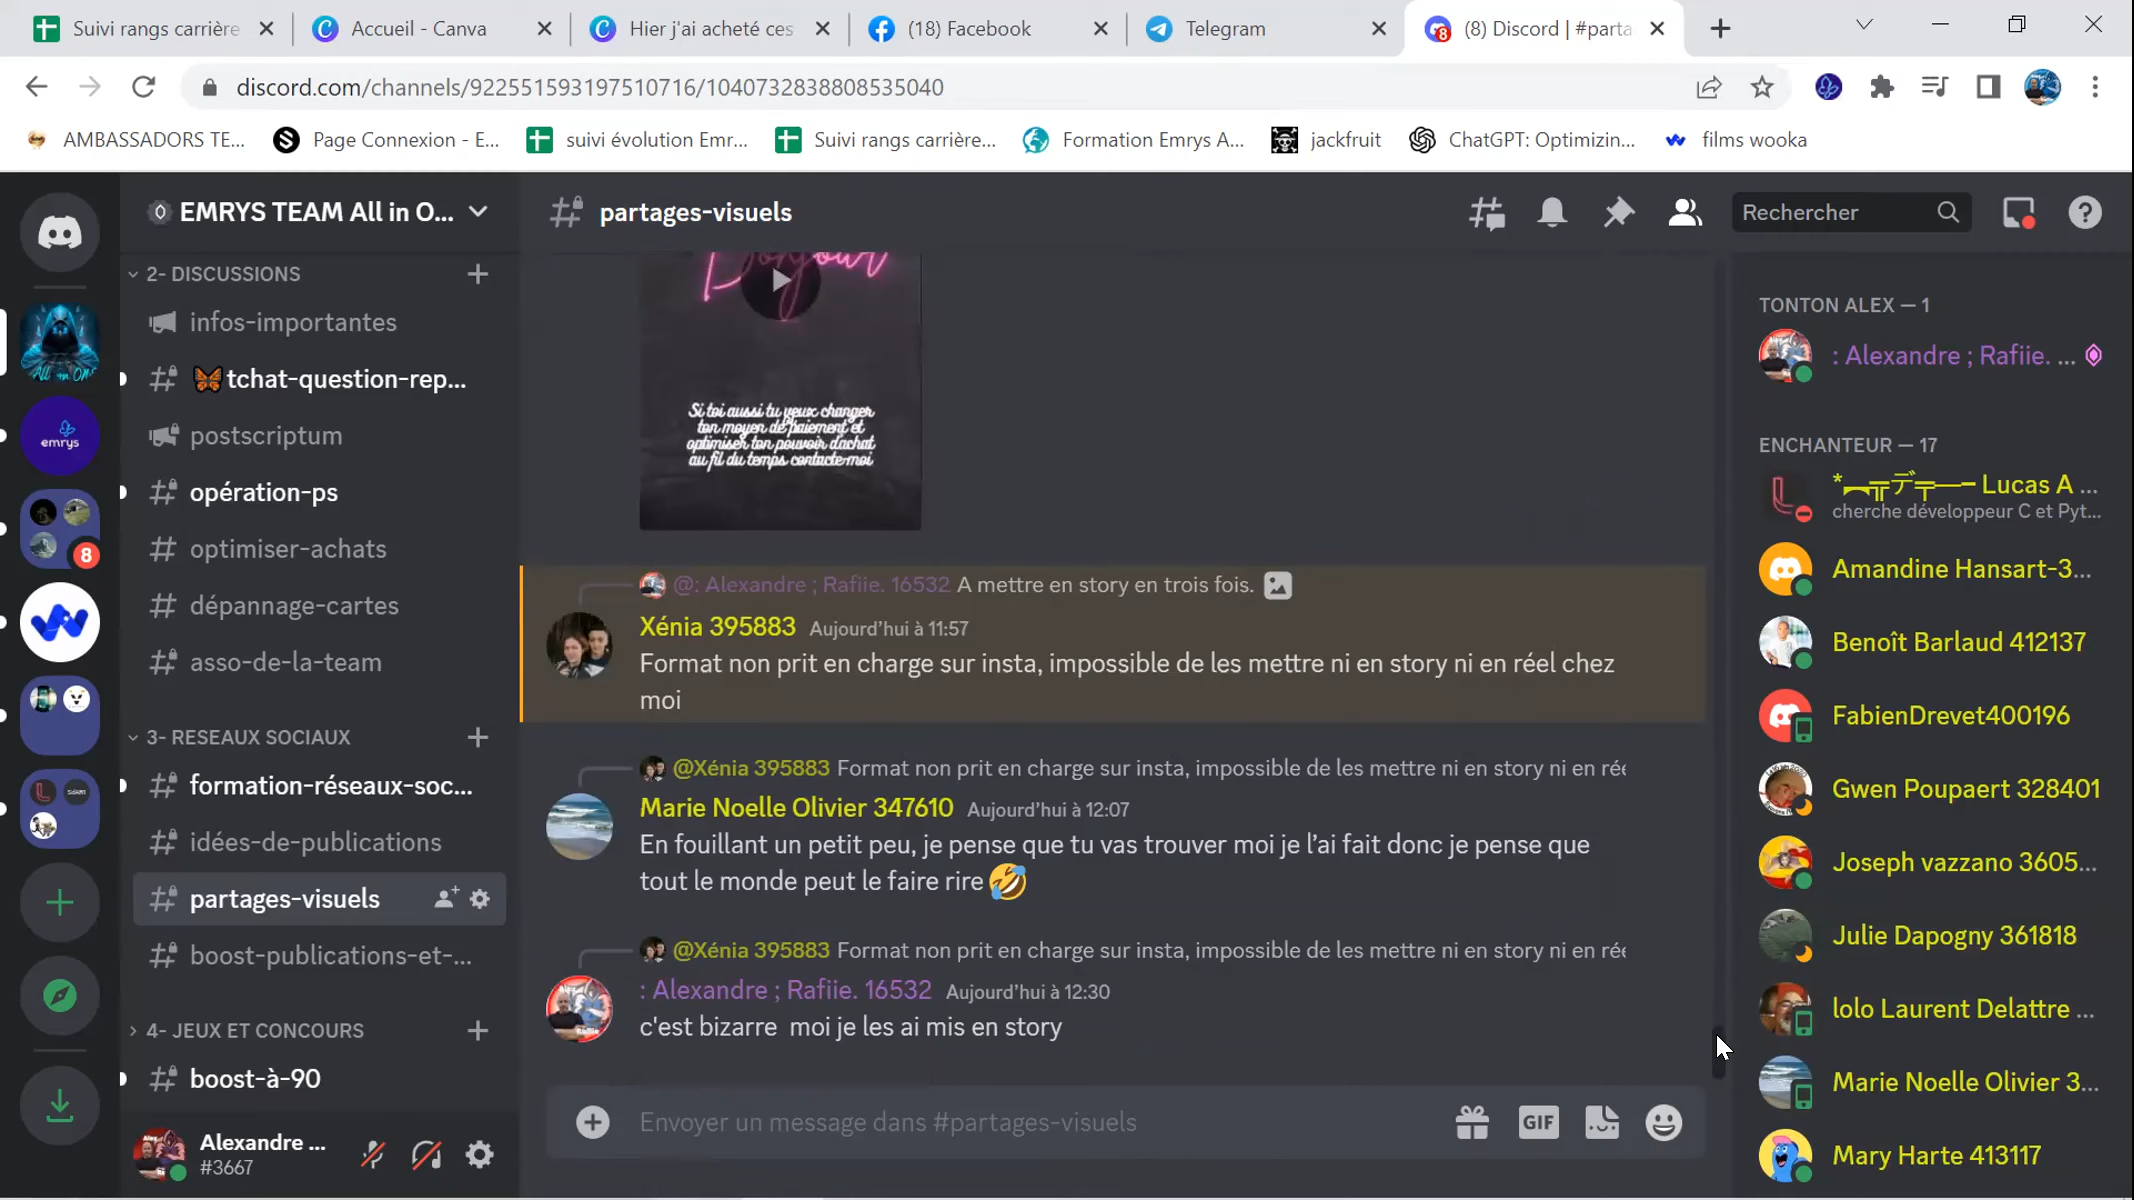 Suivi rangs carrière
Accueil - Canva
Hier j'ai acheté ces
(18) Facebook
Telegram
(8) Discord | #parta
discord.com/channels/922551593197510716/1040732838808535040
AMBASSADORS TE...
Page Connexion - E...
suivi évolution Emr...
Suivi rangs carrière...
Formation Emrys A...
jackfruit
ChatGPT: Optimizin...
films wooka
EMRYS TEAM All in O...
partages-visuels
Rechercher
All in One
emrys
8
2- DISCUSSIONS
infos-importantes
tchat-question-rep...
postscriptum
opération-ps
optimiser-achats
dépannage-cartes
asso-de-la-team
3- RESEAUX SOCIAUX
formation-réseaux-soc...
idées-de-publications
partages-visuels
boost-publications-et-...
4- JEUX ET CONCOURS
boost-à-90
Alexandre ...
#3667
Bonjour
Si toi aussi tu veux changer
ton moyen de paiement et
optimiser ton pouvoir d'achat
au fil du temps contacte-moi
@: Alexandre ; Rafiie. 16532 A mettre en story en trois fois.
Xénia 395883 Aujourd’hui à 11:57
Format non prit en charge sur insta, impossible de les mettre ni en story ni en réel chez
moi
@Xénia 395883 Format non prit en charge sur insta, impossible de les mettre ni en story ni en rée
Marie Noelle Olivier 347610 Aujourd’hui à 12:07
En fouillant un petit peu, je pense que tu vas trouver moi je l’ai fait donc je pense que
tout le monde peut le faire rire 🤣
@Xénia 395883 Format non prit en charge sur insta, impossible de les mettre ni en story ni en rée
: Alexandre ; Rafiie. 16532 Aujourd’hui à 12:30
c'est bizarre moi je les ai mis en story
Envoyer un message dans #partages-visuels
GIF
TONTON ALEX — 1
: Alexandre ; Rafiie. ...
ENCHANTEUR — 17
*︻╦デ╤── Lucas A ...
cherche développeur C et Pyt...
Amandine Hansart-3...
Benoît Barlaud 412137
FabienDrevet400196
Gwen Poupaert 328401
Joseph vazzano 3605...
Julie Dapogny 361818
lolo Laurent Delattre ...
Marie Noelle Olivier 3...
Mary Harte 413117